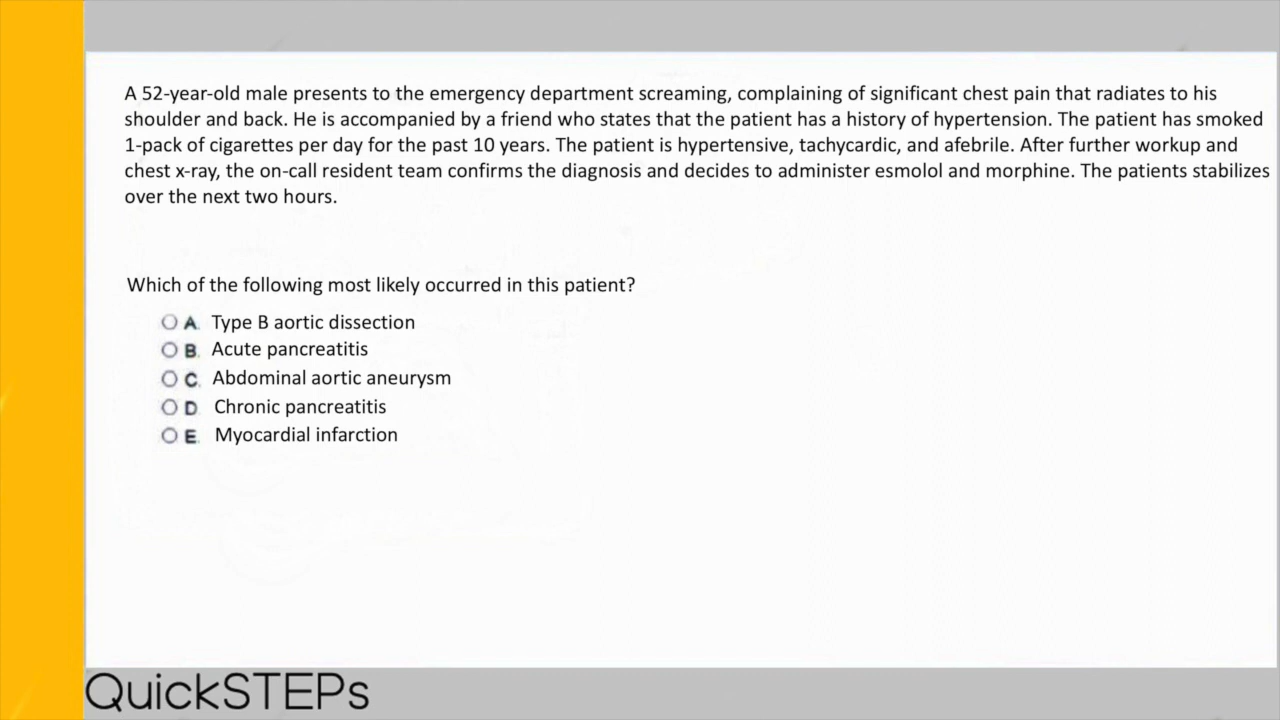 A 52-year-old male presents to the emergency department screaming, complaining of significant chest pain that radiates to his
shoulder and back. He is accompanied by a friend who states that the patient has a history of hypertension. The patient has smoked
1-pack of cigarettes per day for the past 10 years. The patient is hypertensive, tachycardic, and afebrile. After further workup and
chest x-ray, the on-call resident team confirms the diagnosis and decides to administer esmolol and morphine. The patients stabilizes
over the next two hours.
Which of the following most likely occurred in this patient?
A. Type B aortic dissection
B. Acute pancreatitis
C. Abdominal aortic aneurysm
D. Chronic pancreatitis
E. Myocardial infarction
QuickSTEPs